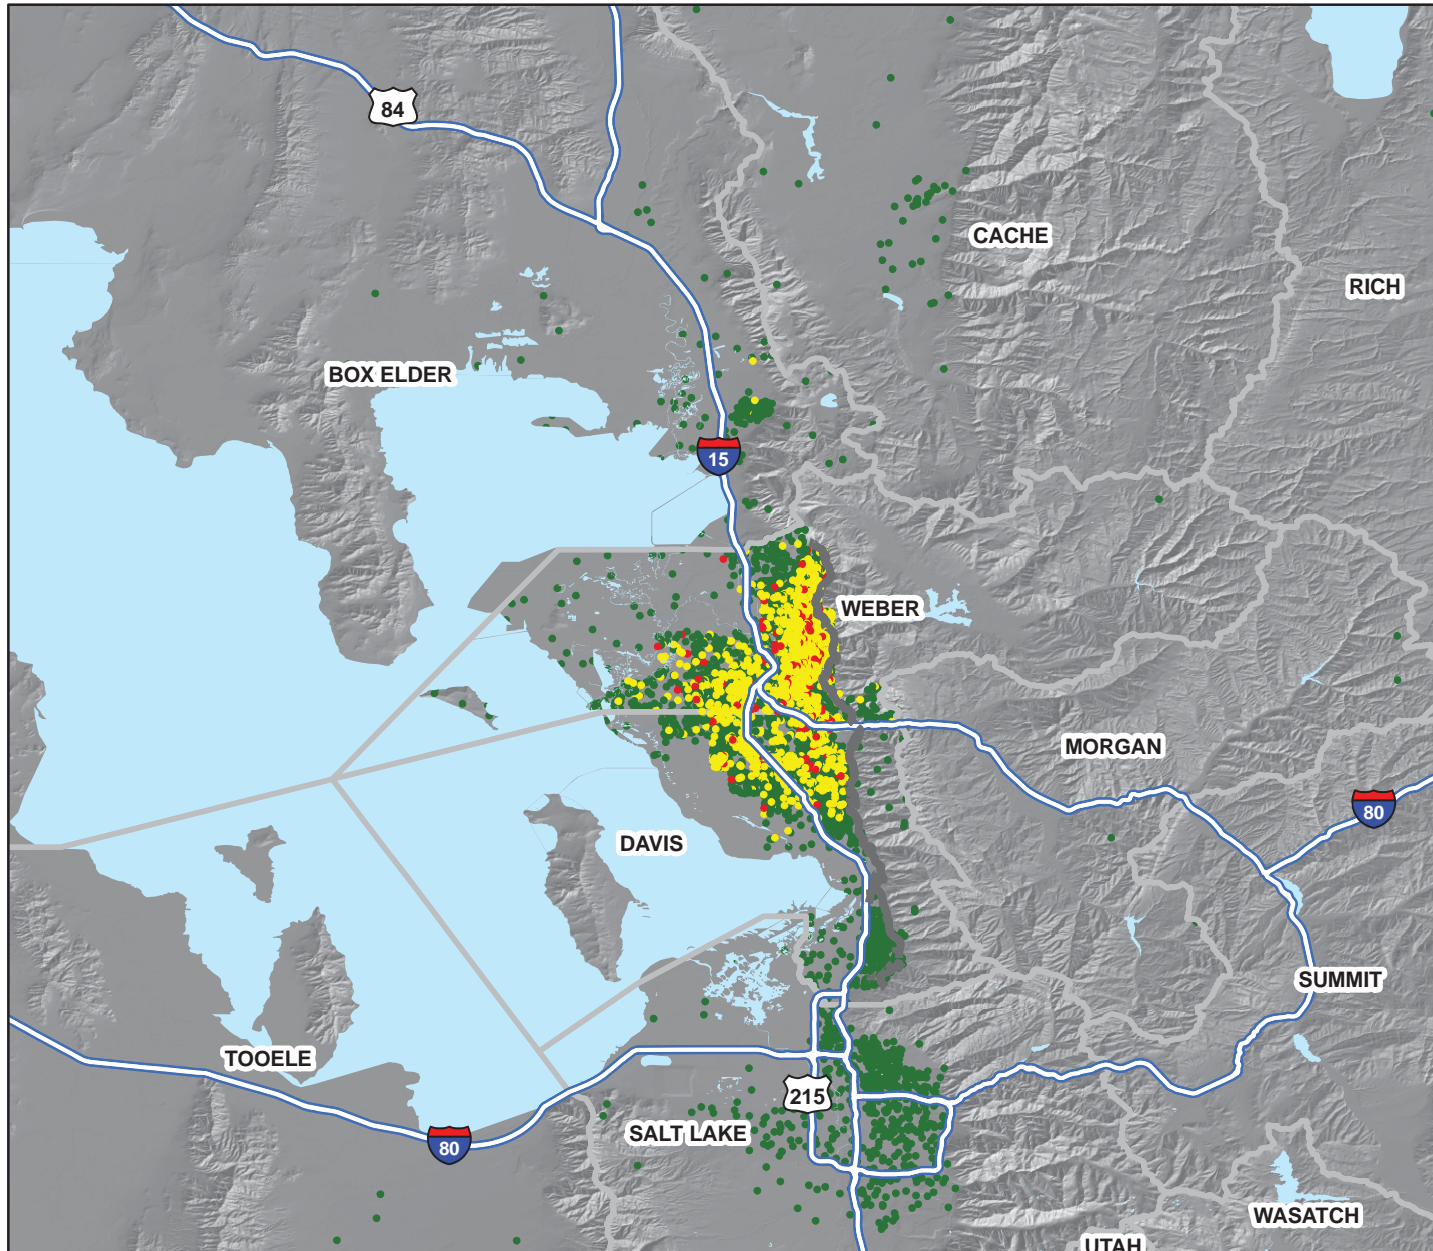 84
CACHE
RICH
BOX ELDER
15
WEBER
MORGAN
80
DAVIS
SUMMIT
TOOELE
215
SALT LAKE
80
WASATCH
UTAH